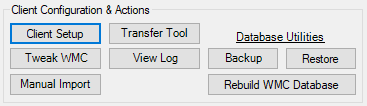 Client Configuration & Actions
Client Setup
Transfer Tool
Database Utilities
Tweak WMC
View Log
Backup
Restore
Manual Import
Rebuild WMC Database